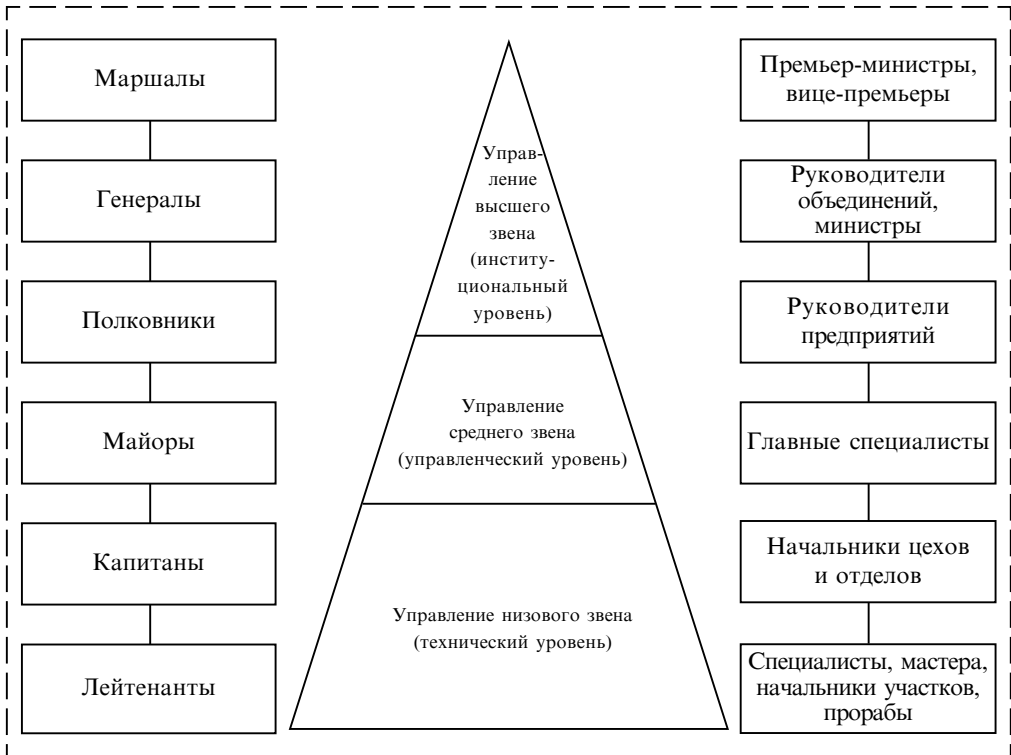 Маршалы
Генералы
Полковники
Майоры
Капитаны
Лейтенанты
Управ-
ление
высшего
звена
(институ-
циональный
уровень)
Управление
среднего звена
(управленческий уровень)
Управление низового звена
(технический уровень)
Премьер-министры,
вице-премьеры
Руководители
объединений,
министры
Руководители
предприятий
Главные специалисты
Начальники цехов
и отделов
Специалисты, мастера,
начальники участков,
прорабы